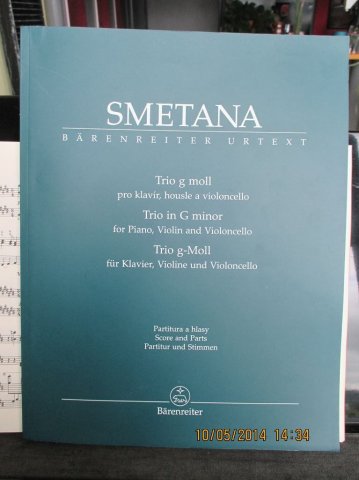 SMETANA
BÄRENREITER URTEXT
Trio g moll
pro klavír, housle a violoncello
Trio in G minor
for Piano, Violin and Violoncello
Trio g-Moll
für Klavier, Violine und Violoncello
Partitura a hlasy
Score and Parts
Partitur und Stimmen
Bärenreiter
10/05/2014 14:34